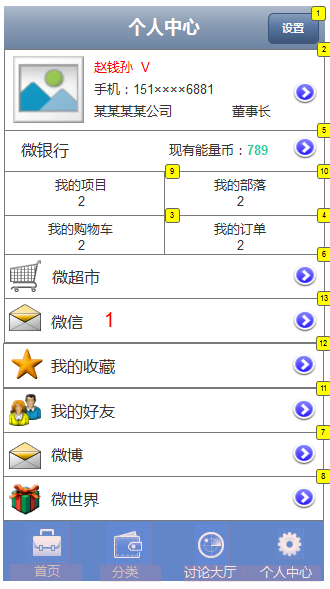 个人中心
设置
1
2
赵钱孙 V
手机：151××××6881
某某某某公司 董事长
5
微银行 现有能量币：789
9
10
我的项目 我的部落
2 2
3
4
我的购物车 我的订单
2 2
6
微超市
13
微信 1
12
我的收藏
11
我的好友
7
微博
8
微世界
首页 分类 讨论大厅 个人中心